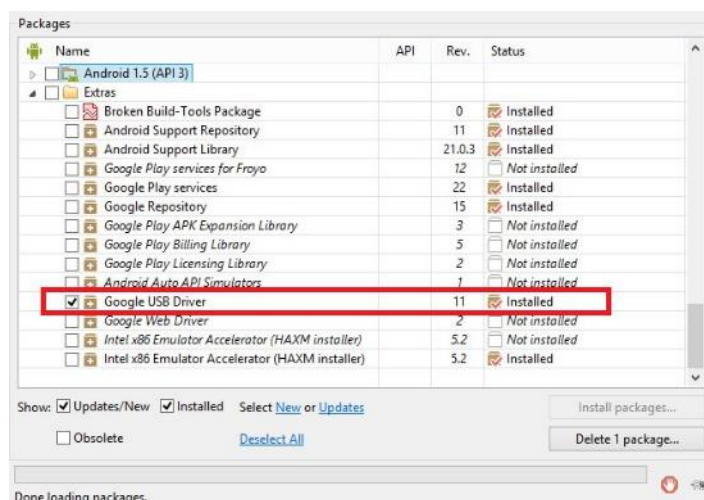 Packages
Name API Rev. Status
Android 1.5 (API 3)
Extras
Broken Build-Tools Package 0 Installed
Android Support Repository 11 Installed
Android Support Library 21.0.3 Installed
Google Play services for Froyo 12 Not installed
Google Play services 22 Installed
Google Repository 15 Installed
Google Play APK Expansion Library 3 Not installed
Google Play Billing Library 5 Not installed
Google Play Licensing Library 2 Not installed
Android Auto API Simulators 1 Not installed
Google USB Driver 11 Installed
Google Web Driver 2 Not installed
Intel x86 Emulator Accelerator (HAXM installer) 5.2 Not installed
Intel x86 Emulator Accelerator (HAXM installer) 5.2 Installed
Show: Updates/New Installed Select New or Updates Install packages...
Obsolete Deselect All Delete 1 package...
Done loading packages.